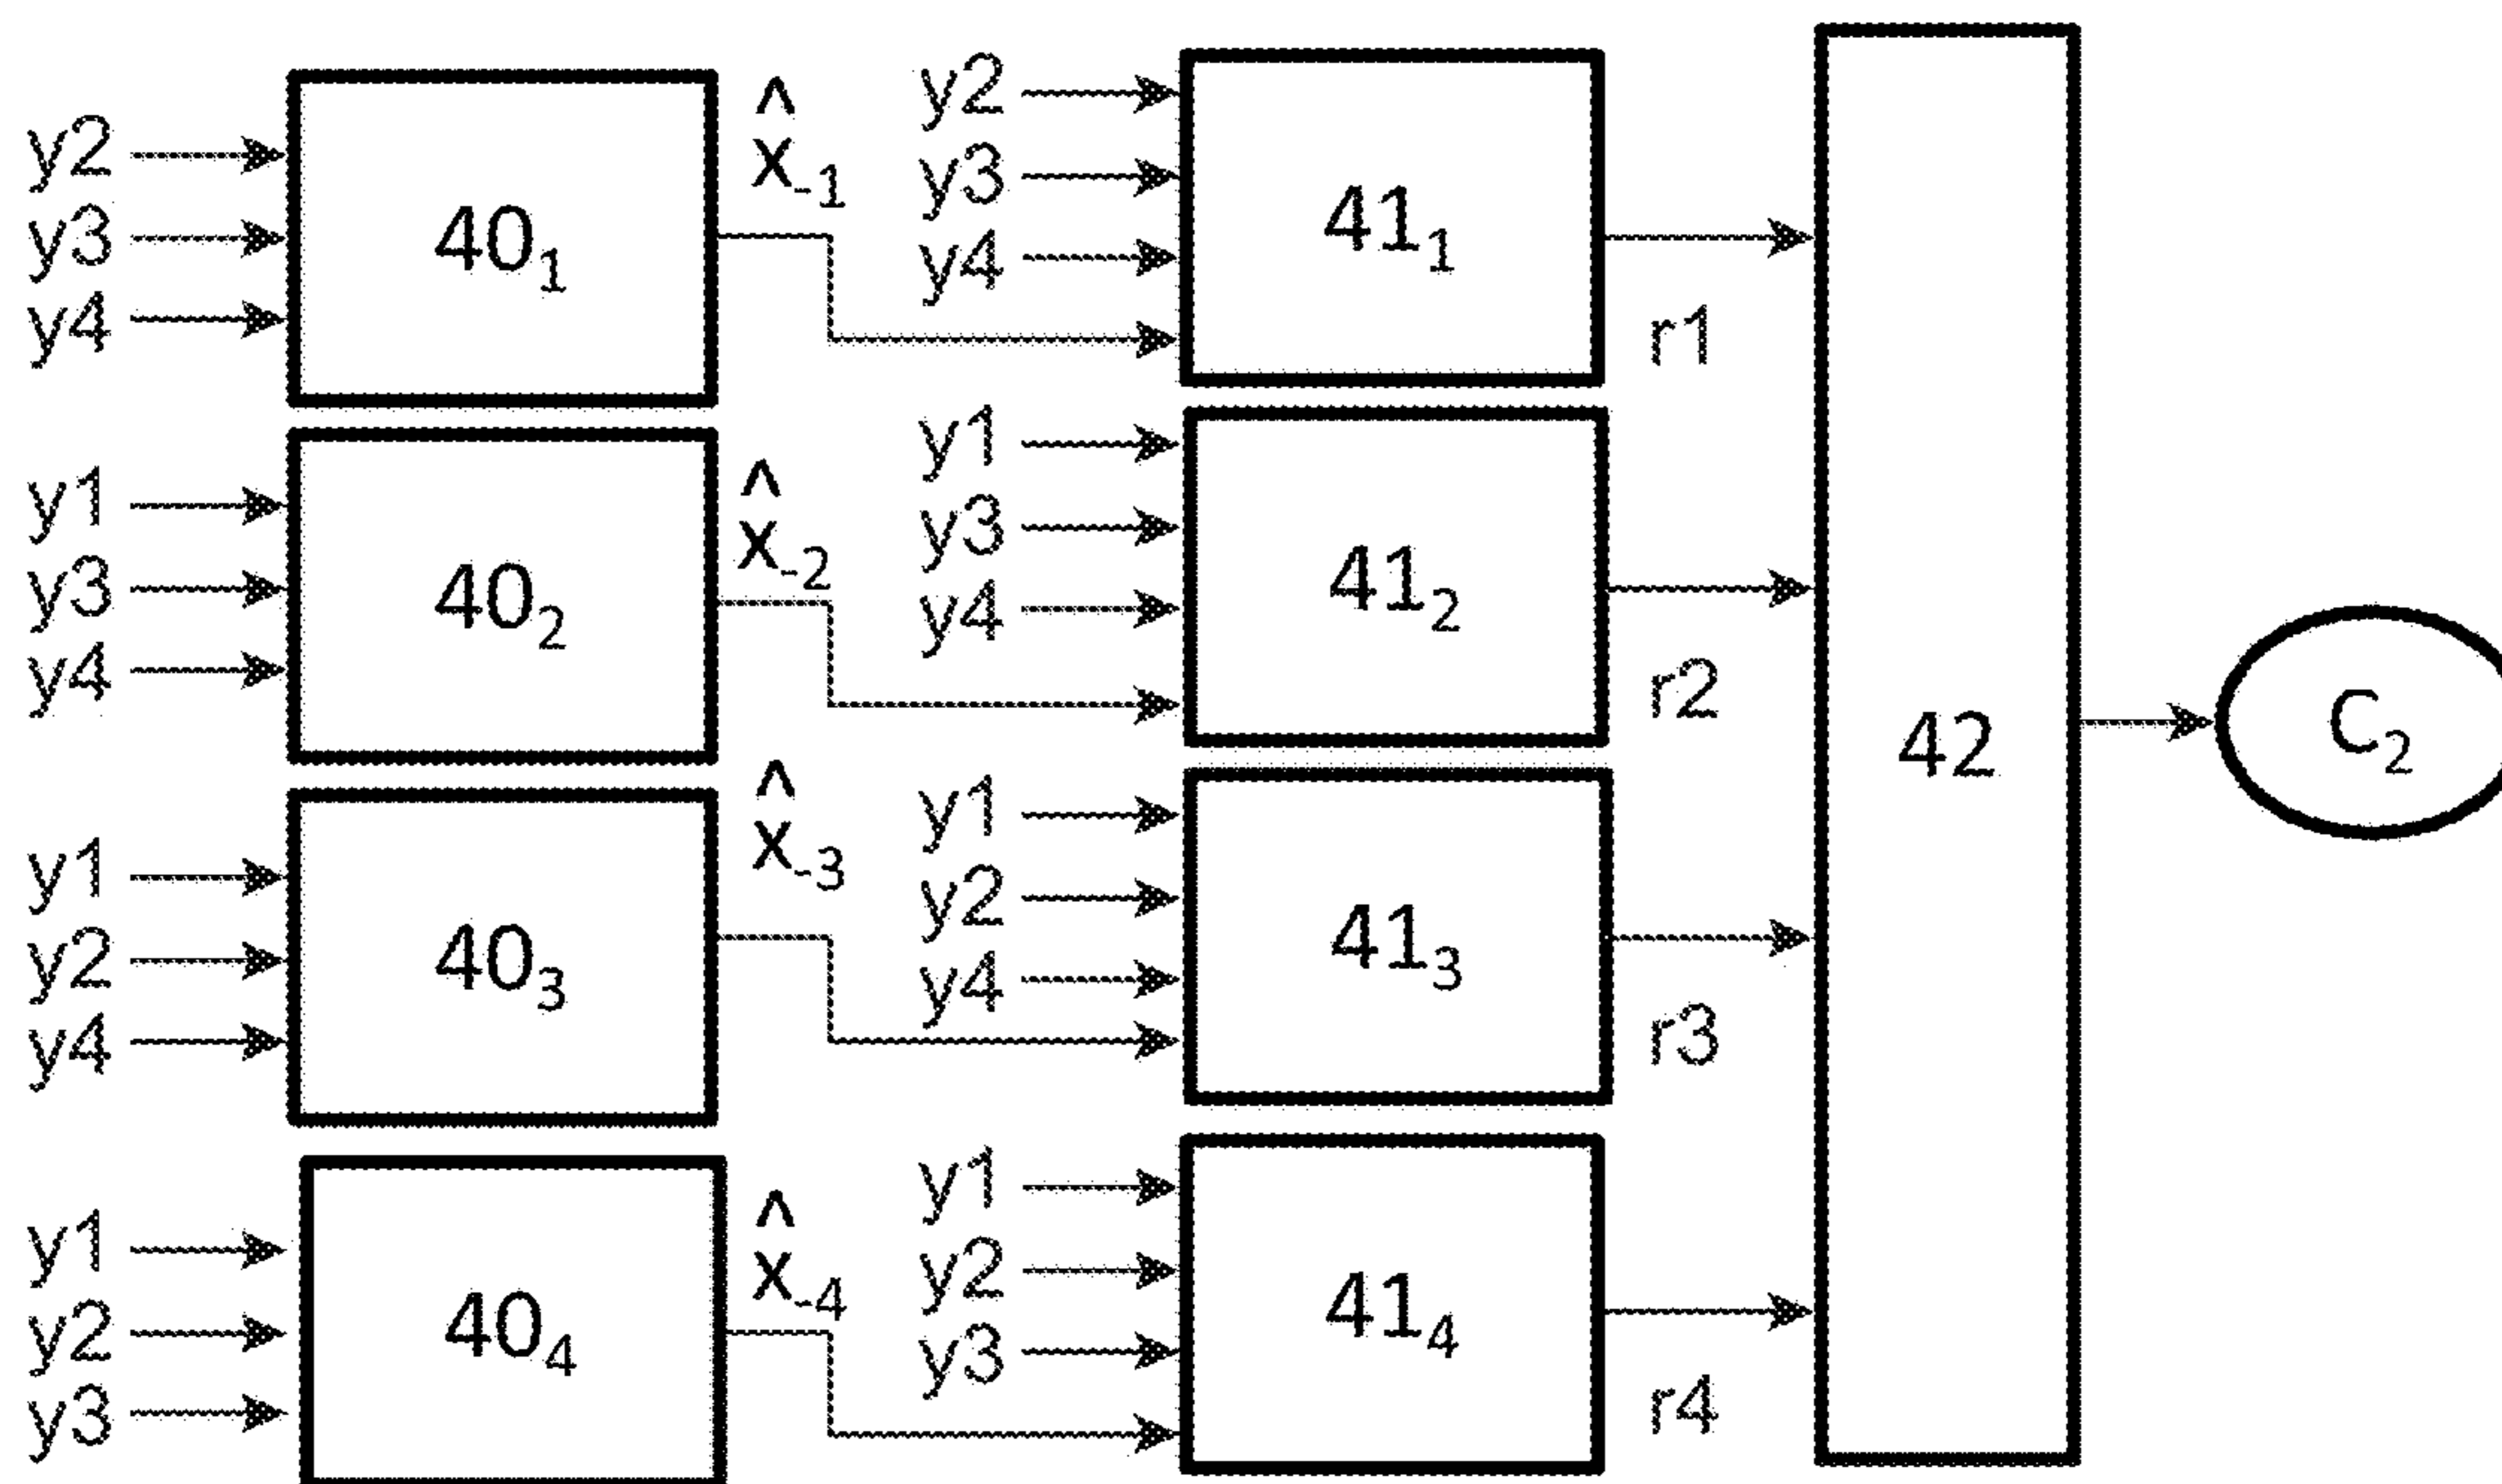 y2
y3
y4
40₁
x̂₋₁
y2
y3
y4
41₁
r1
y1
y3
y4
40₂
x̂₋₂
y1
y3
y4
41₂
r2
y1
y2
y4
40₃
x̂₋₃
y1
y2
y4
41₃
r3
y1
y2
y3
40₄
x̂₋₄
y1
y2
y3
41₄
r4
42
C₂